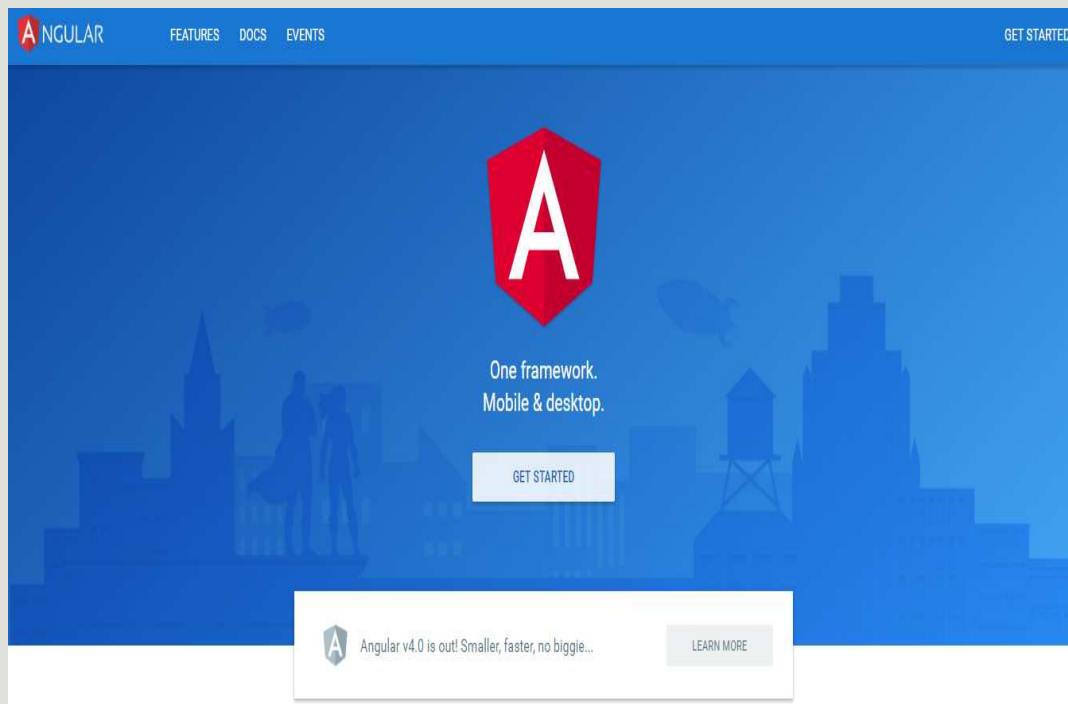 ANGULAR
FEATURES DOCS EVENTS
GET STARTED
A
One framework.
Mobile & desktop.
GET STARTED
A Angular v4.0 is out! Smaller, faster, no biggie...
LEARN MORE